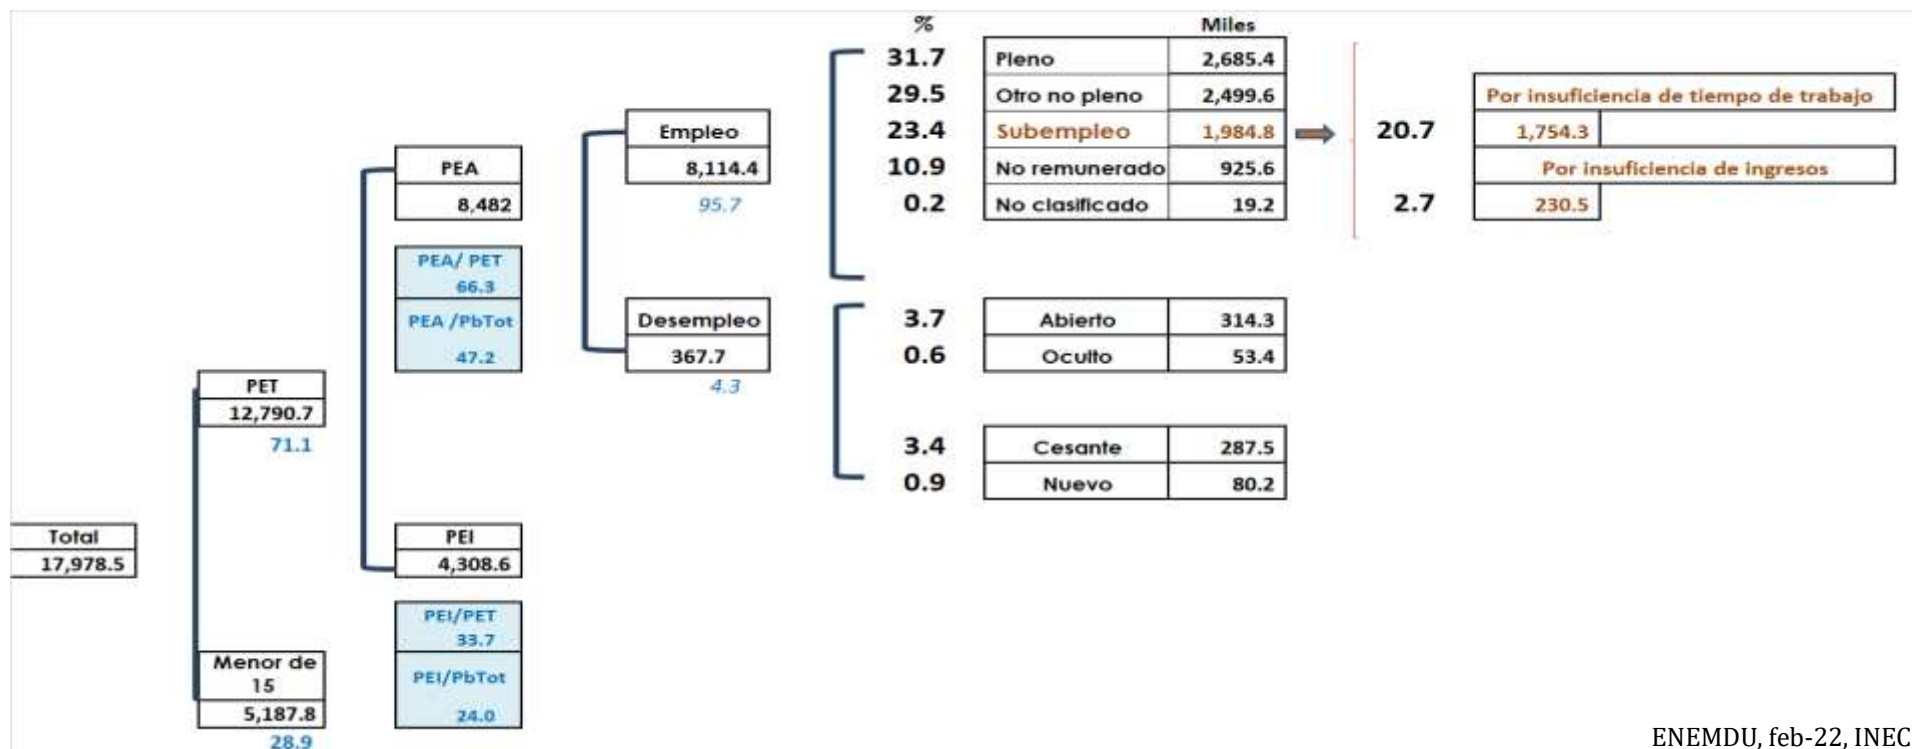 % Miles
31.7 Pleno 2,685.4
29.5 Otro no pleno 2,499.6
23.4 Subempleo 1,984.8
10.9 No remunerado 925.6
0.2 No clasificado 19.2
Por insuficiencia de tiempo de trabajo
20.7 1,754.3
Por insuficiencia de ingresos
2.7 230.5
Empleo
8,114.4
95.7
PEA
8,482
PEA/ PET
66.3
PEA /PbTot
47.2
Desempleo
367.7
4.3
3.7 Abierto 314.3
0.6 Oculto 53.4
3.4 Cesante 287.5
0.9 Nuevo 80.2
PET
12,790.7
71.1
Total
17,978.5
PEI
4,308.6
PEI/PET
33.7
PEI/PbTot
24.0
Menor de
15
5,187.8
28.9
ENEMDU, feb-22, INEC